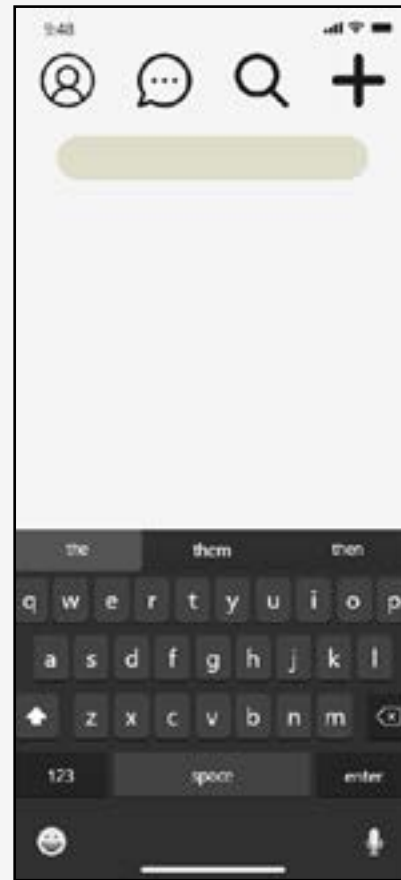 9:48
the them then
q w e r t y u i o p
a s d f g h j k l
z x c v b n m
123 space enter